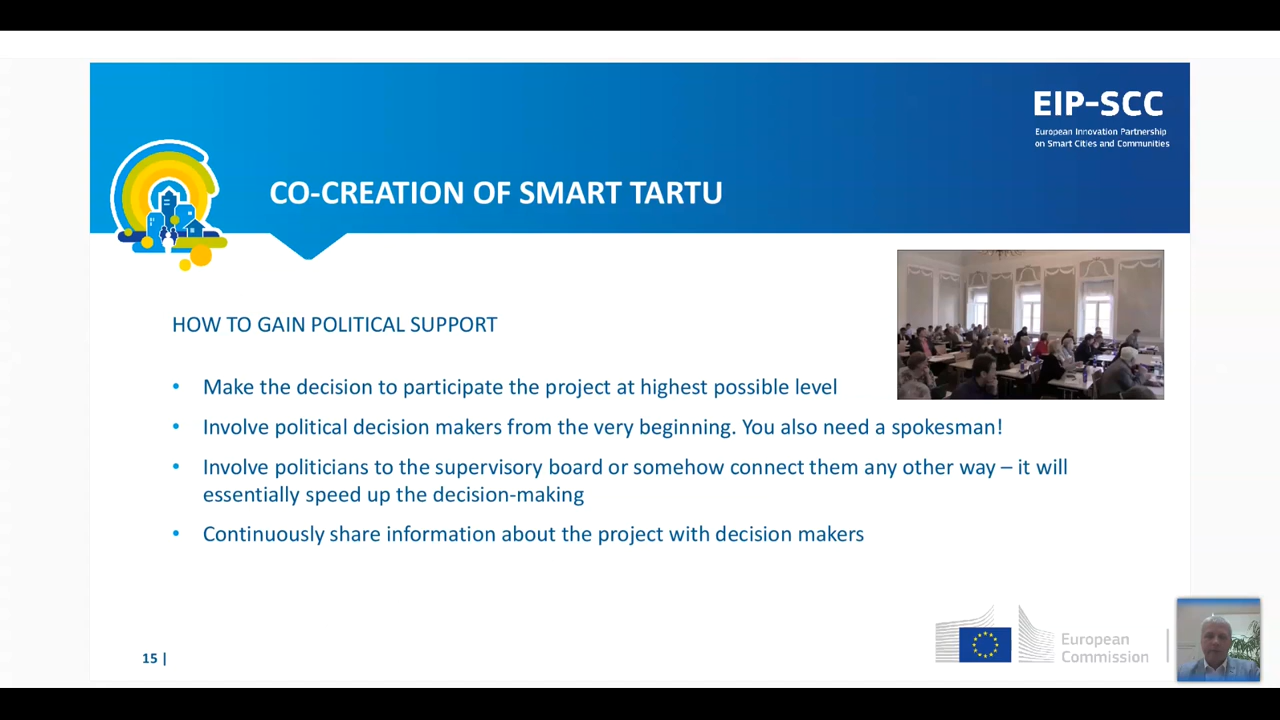 EIP-SCC
European Innovation Partnership
on Smart Cities and Communities
CO-CREATION OF SMART TARTU
HOW TO GAIN POLITICAL SUPPORT
• Make the decision to participate the project at highest possible level
• Involve political decision makers from the very beginning. You also need a spokesman!
• Involve politicians to the supervisory board or somehow connect them any other way – it will
essentially speed up the decision-making
• Continuously share information about the project with decision makers
15 |
European
Commission